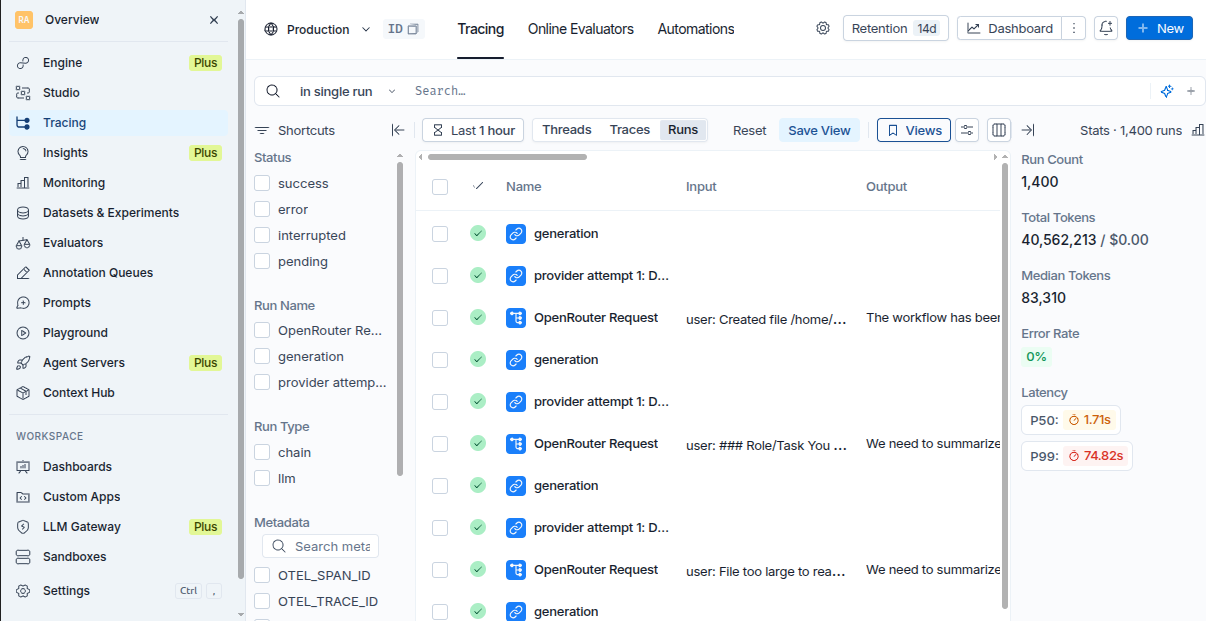 RA Overview
Engine Plus
Studio
Tracing
Insights Plus
Monitoring
Datasets & Experiments
Evaluators
Annotation Queues
Prompts
Playground
Agent Servers Plus
Context Hub
WORKSPACE
Dashboards
Custom Apps
LLM Gateway Plus
Sandboxes
Settings Ctrl ,
Production ID Tracing Online Evaluators Automations Retention 14d Dashboard New
in single run Search…
Shortcuts
Status
success
error
interrupted
pending
Run Name
OpenRouter Re...
generation
provider attemp...
Run Type
chain
llm
Metadata
Search meta
OTEL_SPAN_ID
OTEL_TRACE_ID
Last 1 hour Threads Traces Runs Reset Save View Views
Name Input Output
generation
provider attempt 1: D...
OpenRouter Request user: Created file /home/... The workflow has been
generation
provider attempt 1: D...
OpenRouter Request user: ### Role/Task You ... We need to summarize
generation
provider attempt 1: D...
OpenRouter Request user: File too large to rea... We need to summarize
generation
Stats · 1,400 runs
Run Count
1,400
Total Tokens
40,562,213 / $0.00
Median Tokens
83,310
Error Rate
0%
Latency
P50: 1.71s
P99: 74.82s